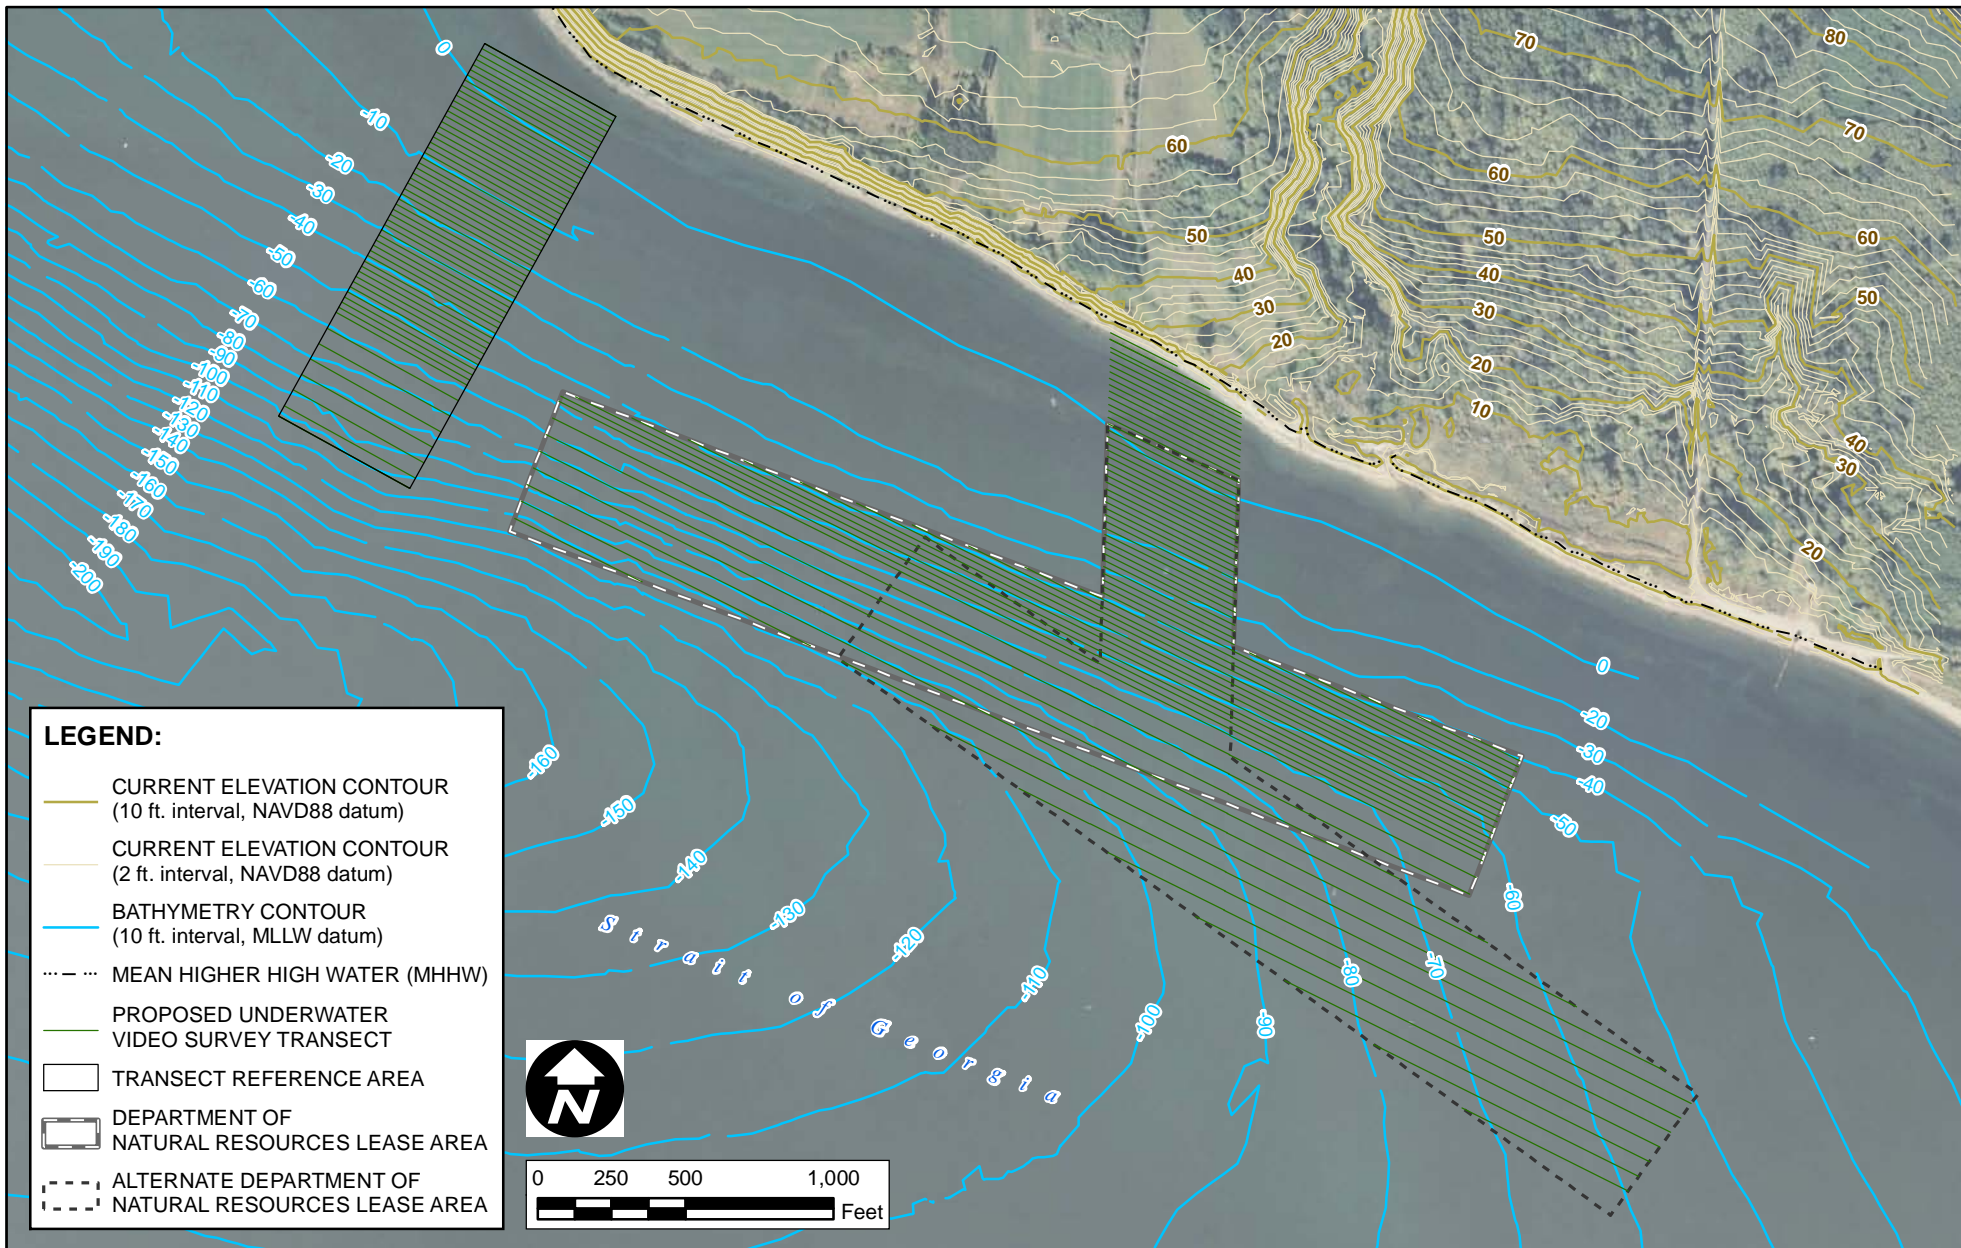 0
-10
-20
-30
-40
-50
-60
-70
-80
-90
-100
-110
-120
-130
-140
-150
-160
-170
-180
-190
-200
70
80
60
70
60
50
50
60
40
40
50
30
30
20
20
10
40
30
20
0
-20
-30
-40
-50
-60
-70
-80
-90
-100
-110
-120
-130
-140
-150
-160
Strait of Georgia
LEGEND:
CURRENT ELEVATION CONTOUR
(10 ft. interval, NAVD88 datum)
CURRENT ELEVATION CONTOUR
(2 ft. interval, NAVD88 datum)
BATHYMETRY CONTOUR
(10 ft. interval, MLLW datum)
MEAN HIGHER HIGH WATER (MHHW)
PROPOSED UNDERWATER
VIDEO SURVEY TRANSECT
TRANSECT REFERENCE AREA
DEPARTMENT OF
NATURAL RESOURCES LEASE AREA
ALTERNATE DEPARTMENT OF
NATURAL RESOURCES LEASE AREA
N
0 250 500 1,000
Feet